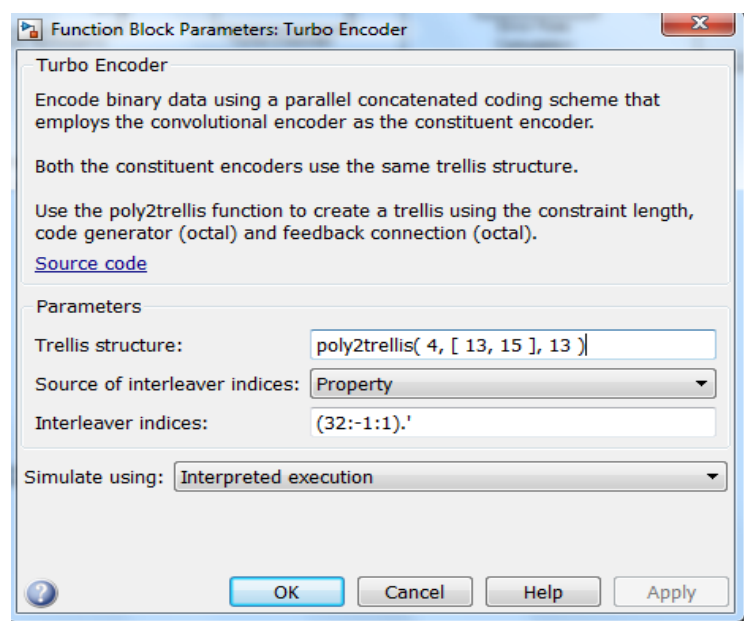 Function Block Parameters: Turbo Encoder
Turbo Encoder
Encode binary data using a parallel concatenated coding scheme that
employs the convolutional encoder as the constituent encoder.
Both the constituent encoders use the same trellis structure.
Use the poly2trellis function to create a trellis using the constraint length,
code generator (octal) and feedback connection (octal).
Source code
Parameters
Trellis structure: poly2trellis( 4, [ 13, 15 ], 13 )
Source of interleaver indices: Property
Interleaver indices: (32:-1:1).'
Simulate using: Interpreted execution
? OK Cancel Help Apply